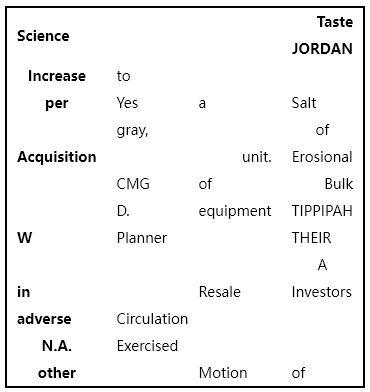 Science Taste JORDAN
Increase to
per Yes a Salt
gray, of
Acquisition unit. Erosional
CMG of Bulk
D. equipment TIPPIPAH
W Planner THEIR
A
in Resale Investors
adverse Circulation
N.A. Exercised
other Motion of